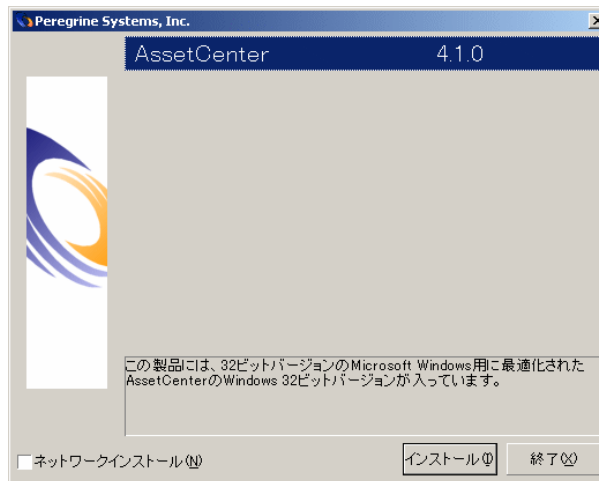 Peregrine Systems, Inc.
AssetCenter 4.1.0
この製品には、32ビットバージョンのMicrosoft Windows用に最適化された
AssetCenterのWindows 32ビットバージョンが入っています。
ネットワークインストール(N)
インストール(I)
終了(X)